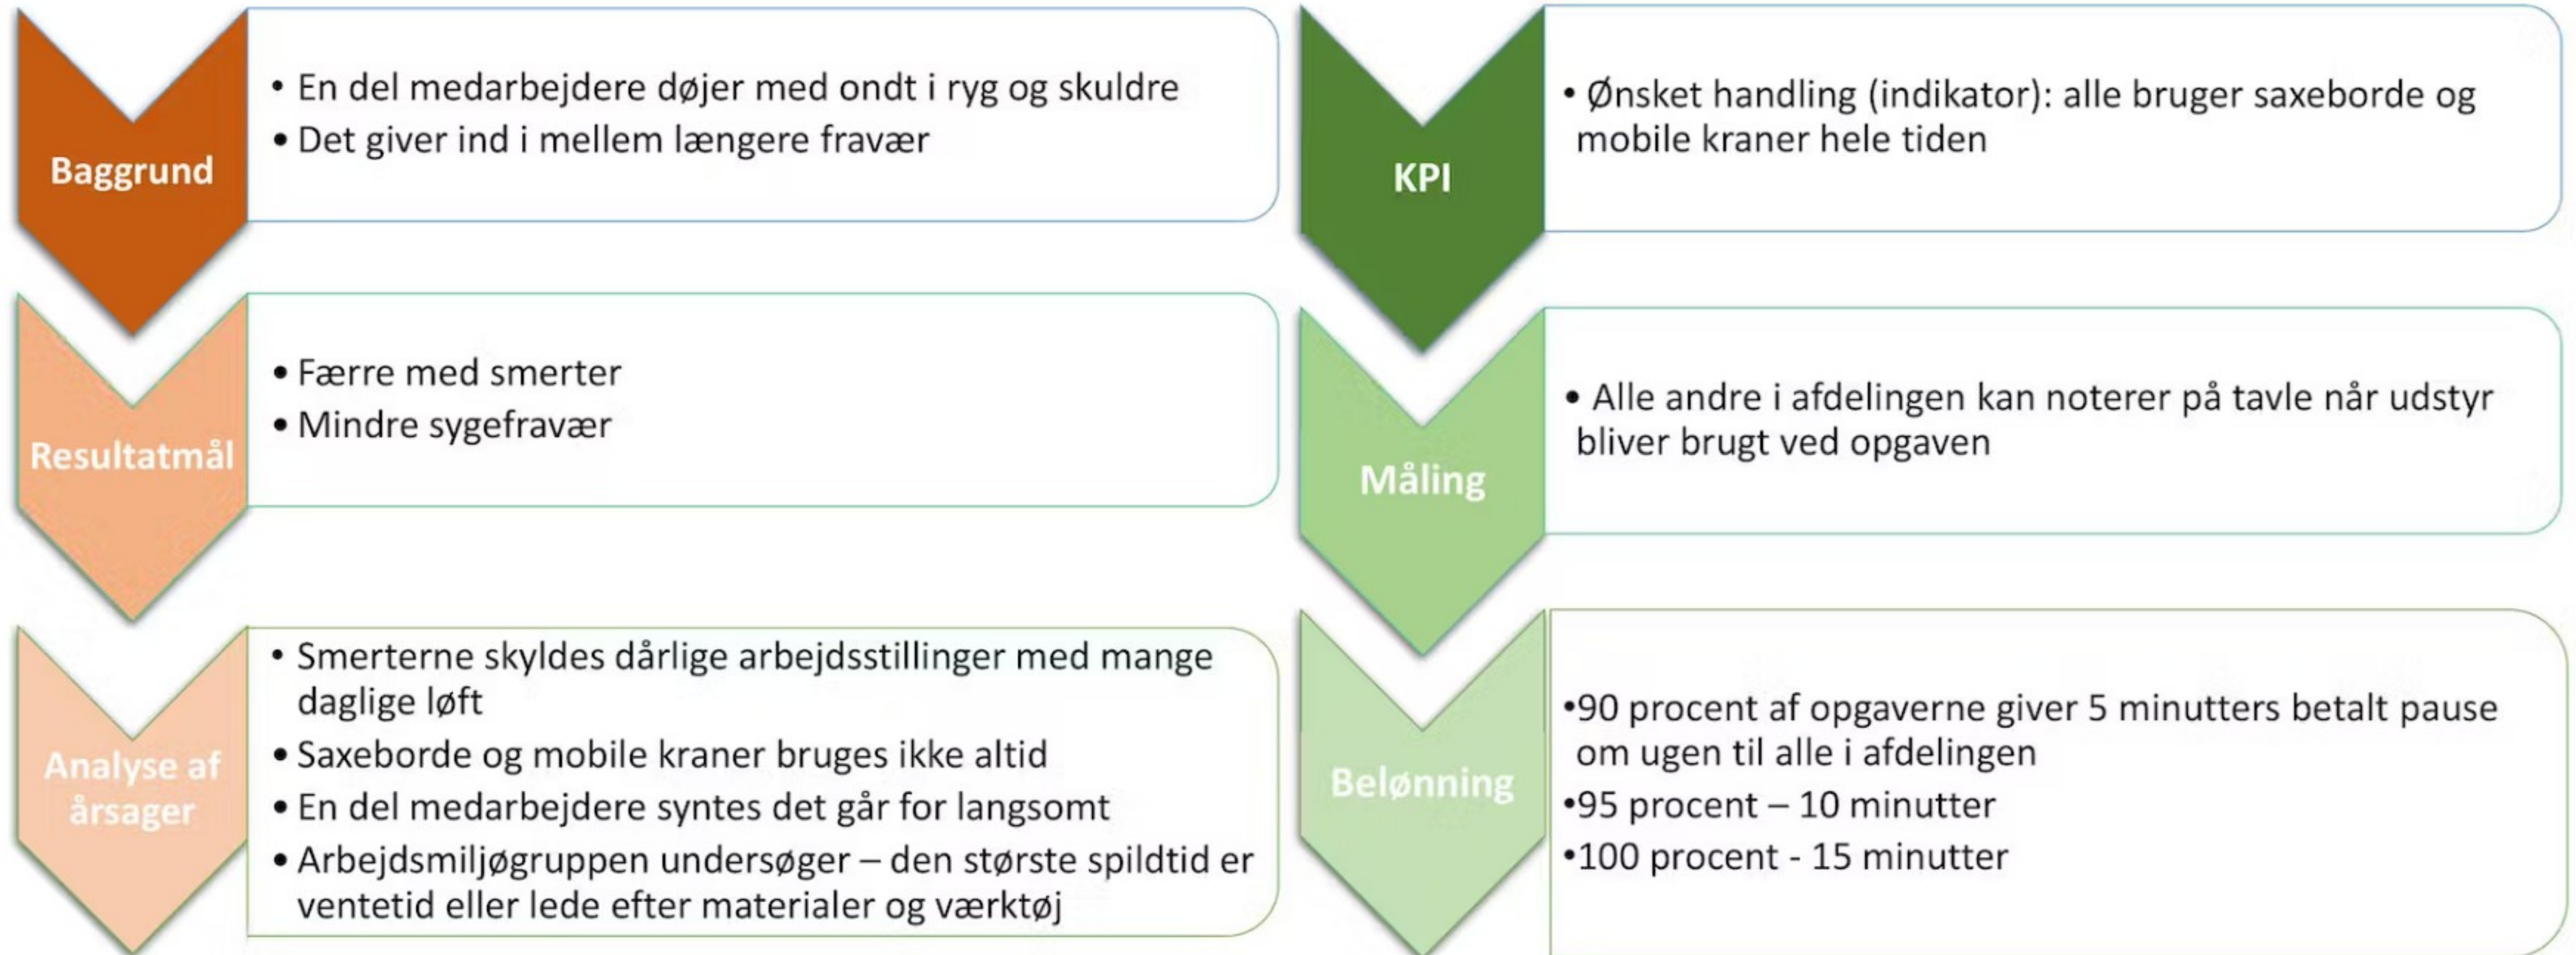 Baggrund
• En del medarbejdere døjer med ondt i ryg og skuldre
• Det giver ind i mellem længere fravær
Resultatmål
• Færre med smerter
• Mindre sygefravær
Analyse af
årsager
• Smerterne skyldes dårlige arbejdsstillinger med mange
daglige løft
• Saxeborde og mobile kraner bruges ikke altid
• En del medarbejdere syntes det går for langsomt
• Arbejdsmiljøgruppen undersøger – den største spildtid er
ventetid eller lede efter materialer og værktøj
KPI
• Ønsket handling (indikator): alle bruger saxeborde og
mobile kraner hele tiden
Måling
• Alle andre i afdelingen kan noterer på tavle når udstyr
bliver brugt ved opgaven
Belønning
•90 procent af opgaverne giver 5 minutters betalt pause
om ugen til alle i afdelingen
•95 procent – 10 minutter
•100 procent - 15 minutter